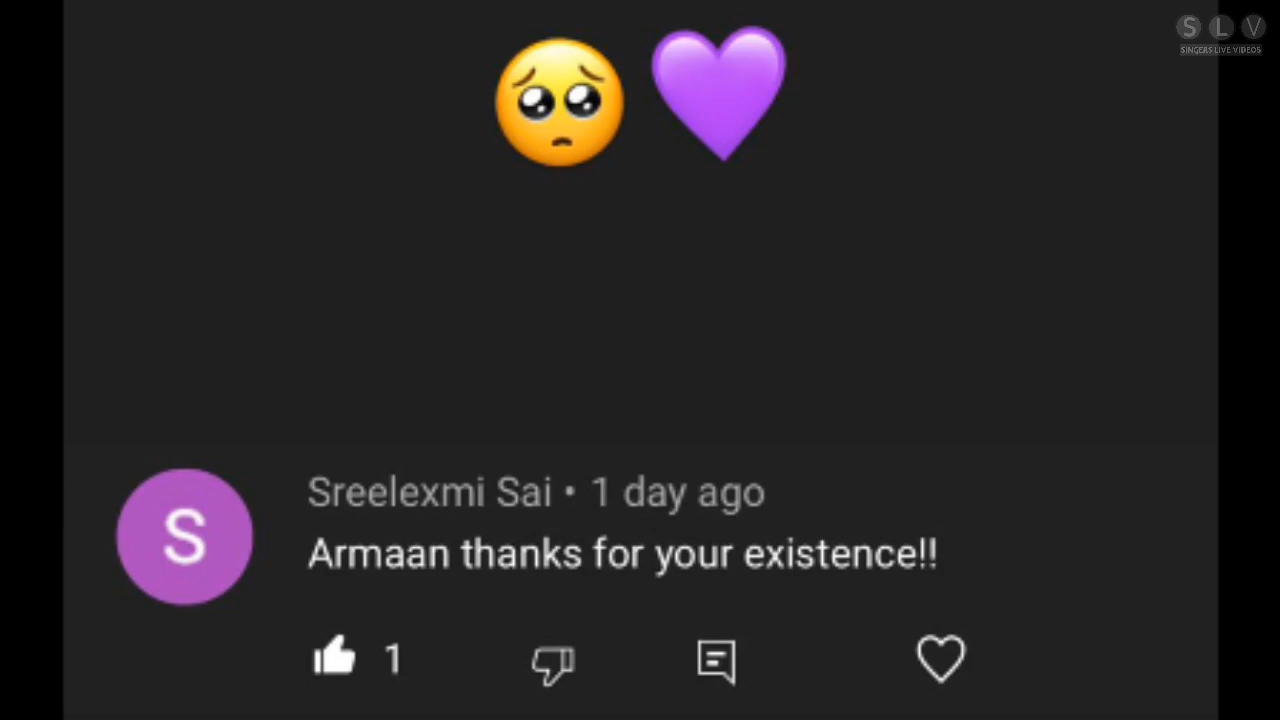 S L V
SINGERS LIVE VIDEOS
🥺 💜
S
Sreelexmi Sai • 1 day ago
Armaan thanks for your existence!!
1